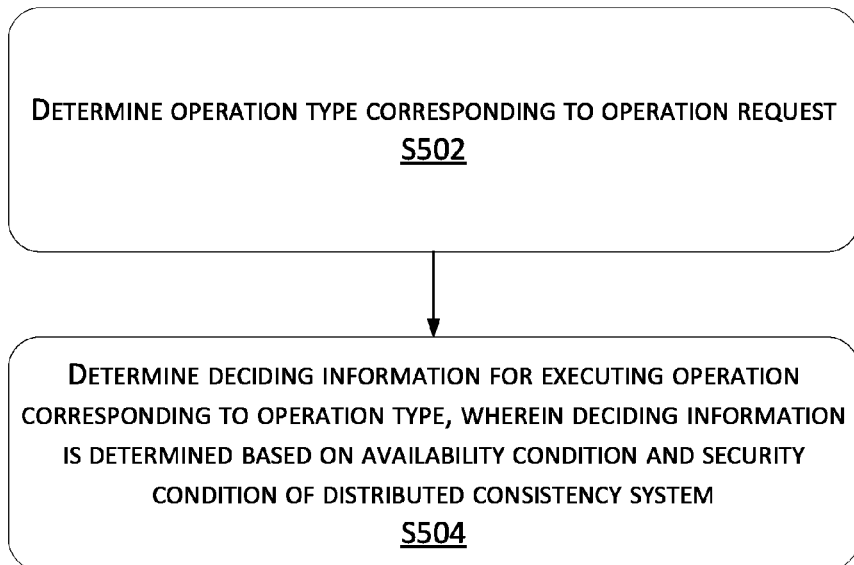 DETERMINE OPERATION TYPE CORRESPONDING TO OPERATION REQUEST
S502
DETERMINE DECIDING INFORMATION FOR EXECUTING OPERATION
CORRESPONDING TO OPERATION TYPE, WHEREIN DECIDING INFORMATION
IS DETERMINED BASED ON AVAILABILITY CONDITION AND SECURITY
CONDITION OF DISTRIBUTED CONSISTENCY SYSTEM
S504